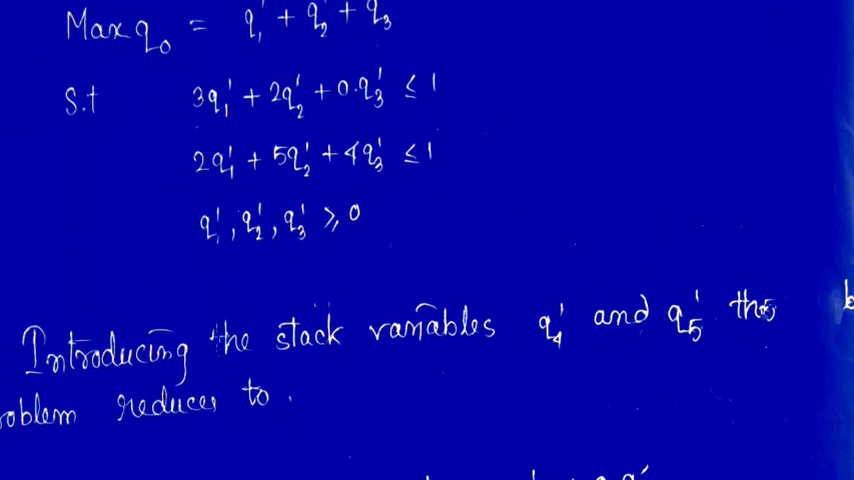 Max q₀ = q₁' + q₂' + q₃'
S.t 3q₁' + 2q₂' + 0.q₃' ≤ 1
2q₁' + 5q₂' + 4q₃' ≤ 1
q₁', q₂', q₃' ≥ 0
Introducing the stack variables q₄' and q₅' the
roblem reduces to.